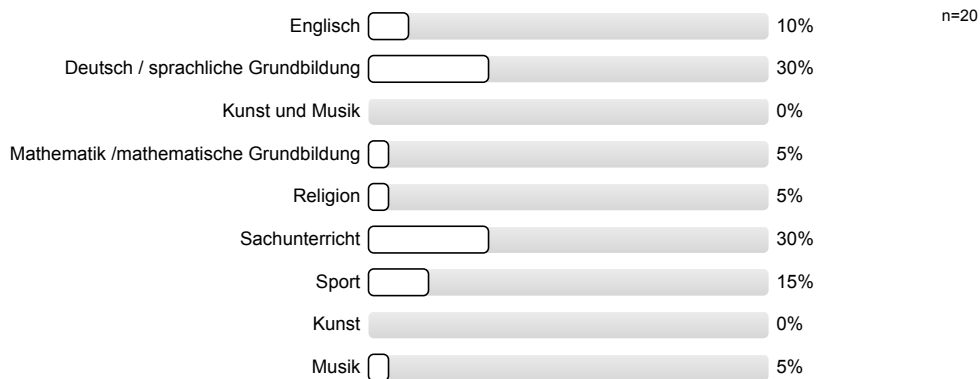 n=20
Englisch 10%
Deutsch / sprachliche Grundbildung 30%
Kunst und Musik 0%
Mathematik /mathematische Grundbildung 5%
Religion 5%
Sachunterricht 30%
Sport 15%
Kunst 0%
Musik 5%